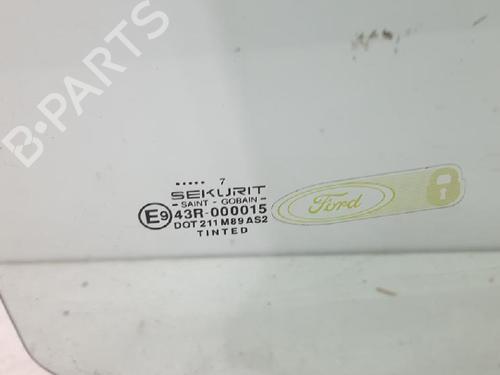 B-PARTS
..... 7
SEKURIT
- SAINT - GOBAIN -
E9 43R-000015
DOT 211 M89 AS2
TINTED
Ford